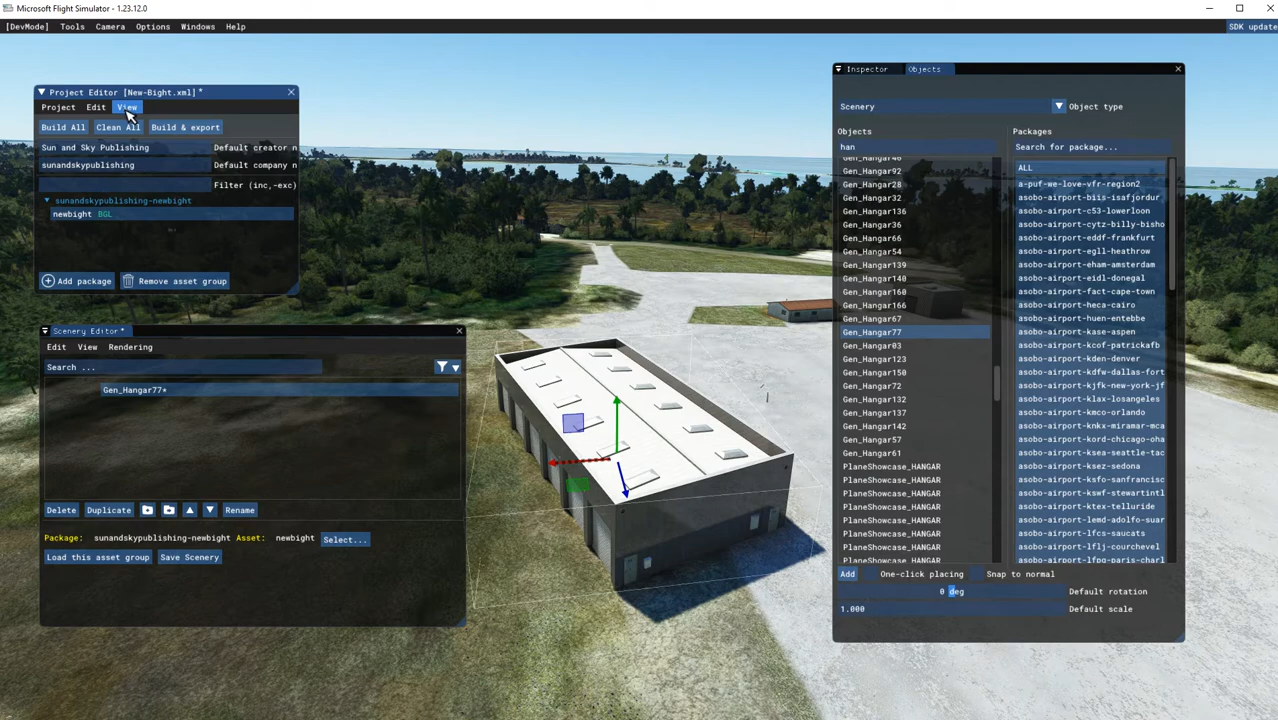 Microsoft Flight Simulator - 1.23.12.0
[DevMode] Tools Camera Options Windows Help
SDK update
Project Editor [New-Bight.xml]*
Project Edit View
Build All Clean All Build & export
Sun and Sky Publishing Default creator n
sunandskypublishing Default company n
Filter (inc,-exc)
sunandskypublishing-newbight
newbight BGL
Add package Remove asset group
Scenery Editor*
Edit View Rendering
Search ...
Gen_Hangar77*
Delete Duplicate Rename
Package: sunandskypublishing-newbight Asset: newbight Select...
Load this asset group Save Scenery
Inspector Objects
Scenery Object type
Objects
han
Gen_Hangar46
Gen_Hangar92
Gen_Hangar28
Gen_Hangar32
Gen_Hangar136
Gen_Hangar36
Gen_Hangar66
Gen_Hangar54
Gen_Hangar139
Gen_Hangar140
Gen_Hangar160
Gen_Hangar166
Gen_Hangar67
Gen_Hangar77
Gen_Hangar03
Gen_Hangar123
Gen_Hangar150
Gen_Hangar72
Gen_Hangar132
Gen_Hangar137
Gen_Hangar142
Gen_Hangar57
Gen_Hangar61
PlaneShowcase_HANGAR
PlaneShowcase_HANGAR
PlaneShowcase_HANGAR
PlaneShowcase_HANGAR
PlaneShowcase_HANGAR
PlaneShowcase_HANGAR
PlaneShowcase_HANGAR
Packages
Search for package...
ALL
a-puf-we-love-vfr-region2
asobo-airport-biis-isafjordur
asobo-airport-c53-lowerloon
asobo-airport-cytz-billy-bisho
asobo-airport-eddf-frankfurt
asobo-airport-egll-heathrow
asobo-airport-eham-amsterdam
asobo-airport-eidl-donegal
asobo-airport-fact-cape-town
asobo-airport-heca-cairo
asobo-airport-huen-entebbe
asobo-airport-kase-aspen
asobo-airport-kcof-patrickafb
asobo-airport-kden-denver
asobo-airport-kdfw-dallas-fort
asobo-airport-kjfk-new-york-jf
asobo-airport-klax-losangeles
asobo-airport-kmco-orlando
asobo-airport-knkx-miramar-mca
asobo-airport-kord-chicago-oha
asobo-airport-ksea-seattle-tac
asobo-airport-ksez-sedona
asobo-airport-ksfo-sanfrancisc
asobo-airport-kswf-stewartintl
asobo-airport-ktex-telluride
asobo-airport-lemd-adolfo-suar
asobo-airport-lfcs-saucats
asobo-airport-lflj-courchevel
asobo-airport-lfpg-paris-charl
Add One-click placing Snap to normal
0 deg Default rotation
1.000 Default scale